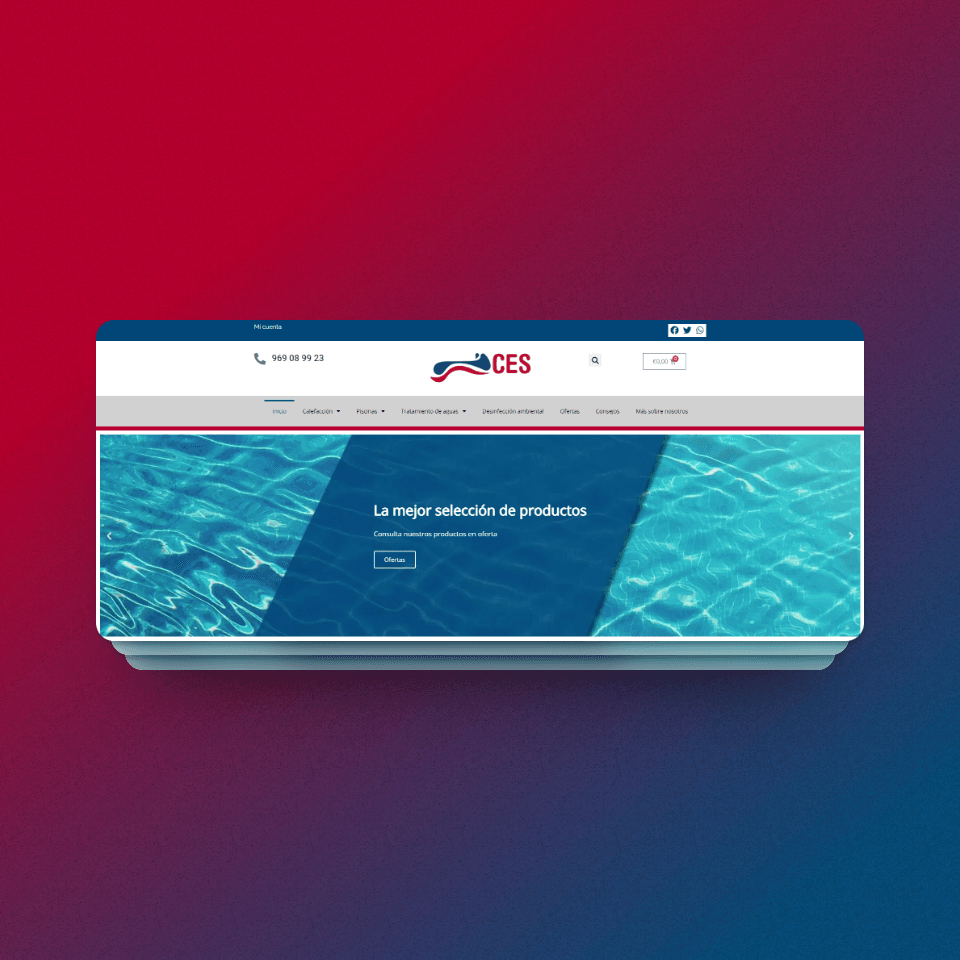 Mi cuenta
969 08 99 23
CES
€0,00 0
Inicio Calefacción Piscinas Tratamiento de aguas Desinfección ambiental Ofertas Consejos Más sobre nosotros
La mejor selección de productos
Consulta nuestros productos en oferta
Ofertas